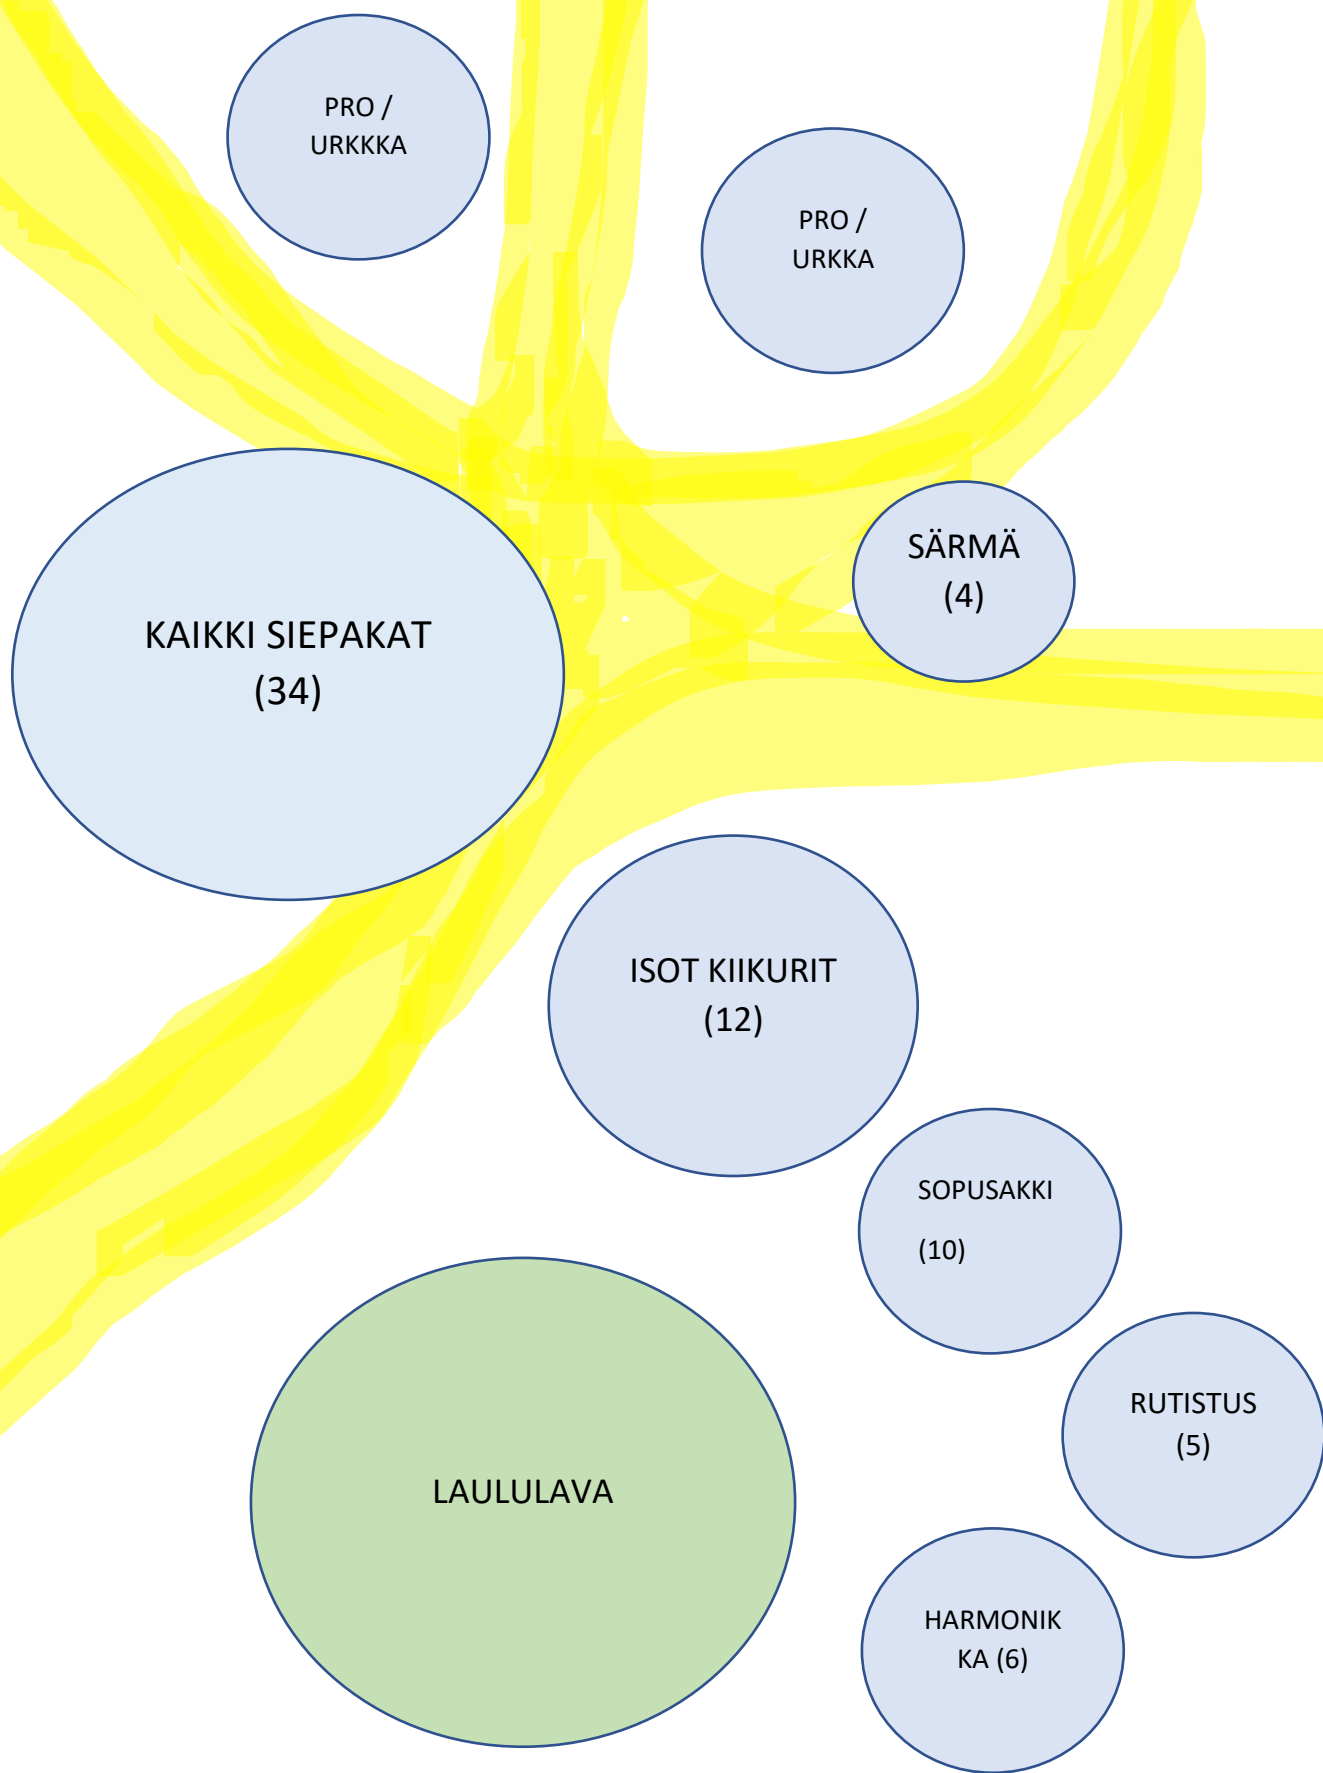 PRO /
URKKKA
PRO /
URKKA
SÄRMÄ
(4)
KAIKKI SIEPAKAT
(34)
ISOT KIIKURIT
(12)
SOPUSAKKI
(10)
RUTISTUS
(5)
LAULULAVA
HARMONIK
KA (6)